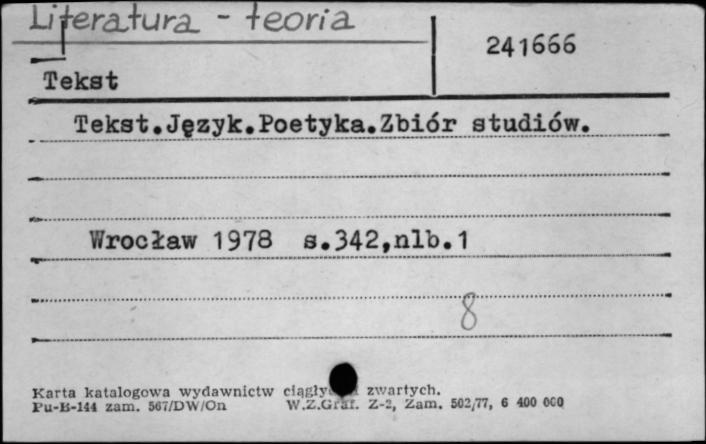 Literatura - teoria
241666
Tekst
Tekst.Język.Poetyka.Zbiór studiów.
Wrocław 1978 s.342,nlb.1
8
Karta katalogowa wydawnictw zwartych.
Pu-B-144 zam. 567/DW/On W.Z.Graf. Z-2, Zam. 502/77, 6 400 000